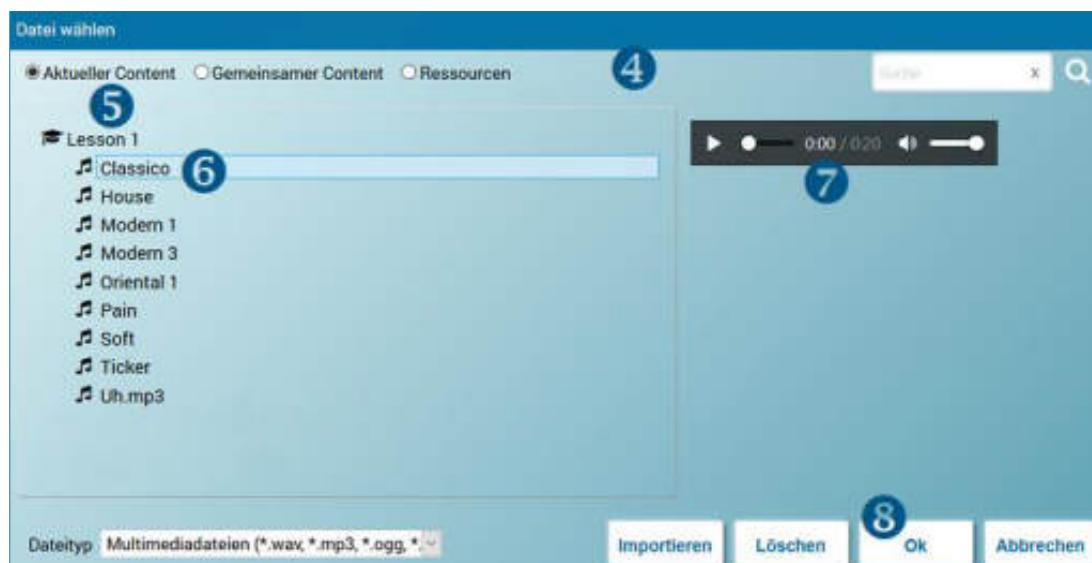 Datei wählen
Aktueller Content Gemeinsamer Content Ressourcen 4 Suche x
5
Lesson 1
Classico 6
0:00 / 0:20
7
House
Modern 1
Modern 3
Oriental 1
Pain
Soft
Ticker
Uh.mp3
8
Dateityp Multimediadateien (*.wav, *.mp3, *.ogg, *. Importieren Löschen Ok Abbrechen